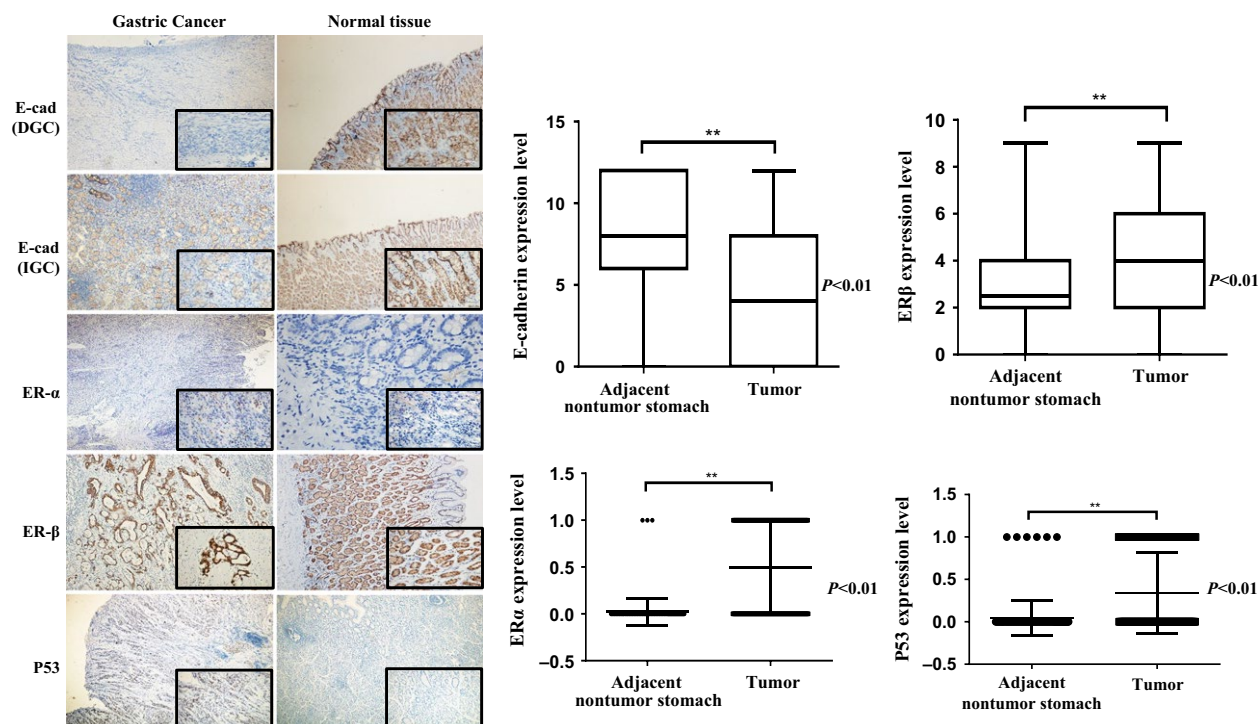 Gastric Cancer
Normal tissue
E-cad
(DGC)
E-cad
(IGC)
ER-α
ER-β
P53
E-cadherin expression level
15
10
5
0
**
P<0.01
Adjacent
nontumor stomach
Tumor
ERβ expression level
10
8
6
4
2
0
**
P<0.01
Adjacent
nontumor stomach
Tumor
ERα expression level
1.5
1.0
0.5
0.0
–0.5
**
P<0.01
Adjacent
nontumor stomach
Tumor
P53 expression level
1.5
1.0
0.5
0.0
–0.5
**
P<0.01
Adjacent
nontumor stomach
Tumor